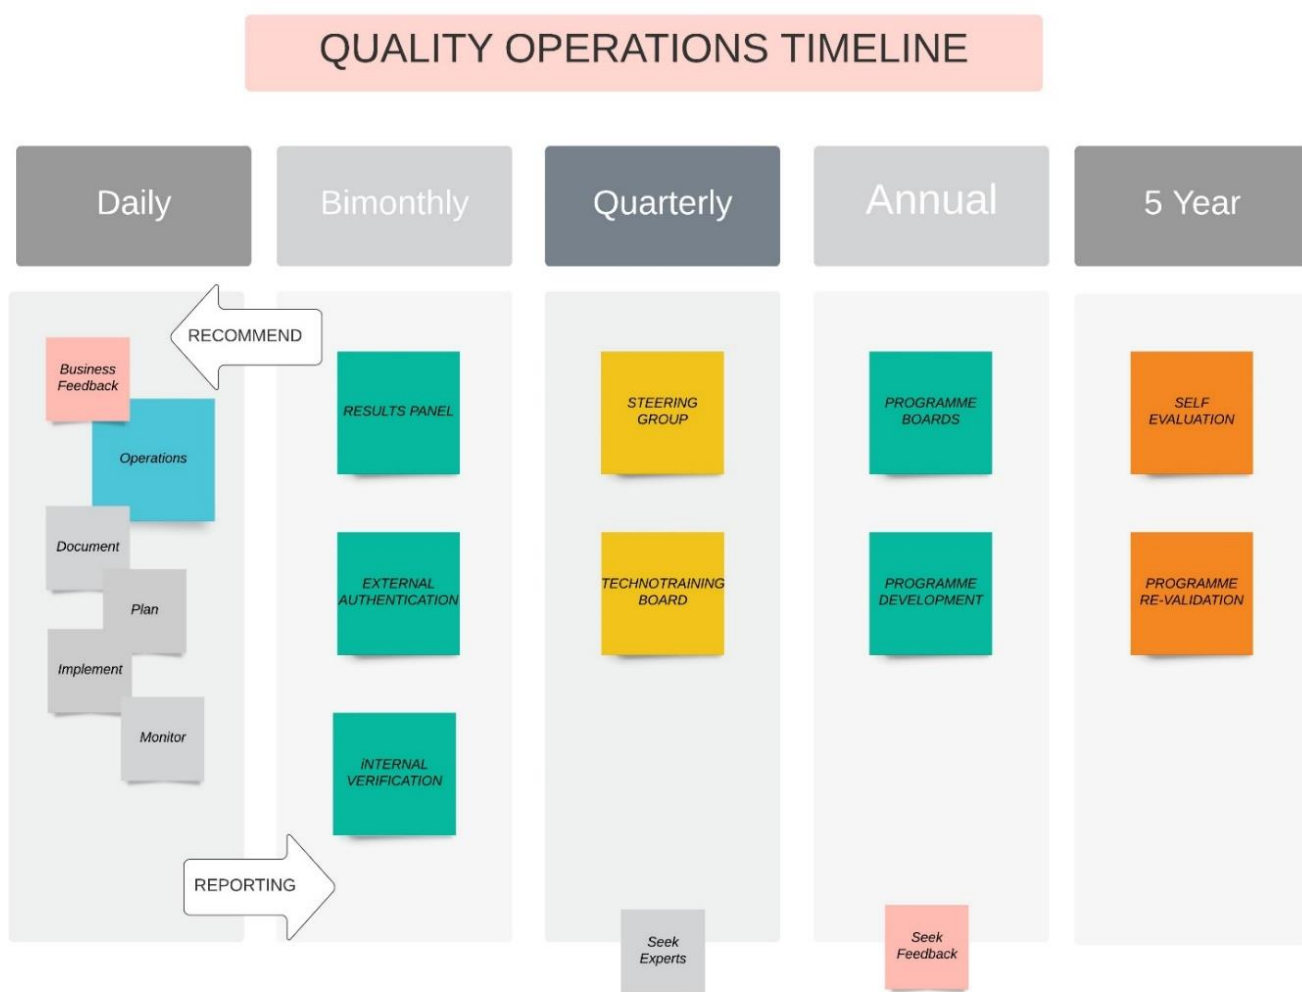 QUALITY OPERATIONS TIMELINE
Daily
Bimonthly
Quarterly
Annual
5 Year
RECOMMEND
Business
Feedback
Operations
Document
Plan
Implement
Monitor
REPORTING
RESULTS PANEL
EXTERNAL
AUTHENTICATION
iNTERNAL
VERIFICATION
STEERING
GROUP
TECHNOTRAINING
BOARD
Seek
Experts
PROGRAMME
BOARDS
PROGRAMME
DEVELOPMENT
Seek
Feedback
SELF
EVALUATION
PROGRAMME
RE-VALIDATION